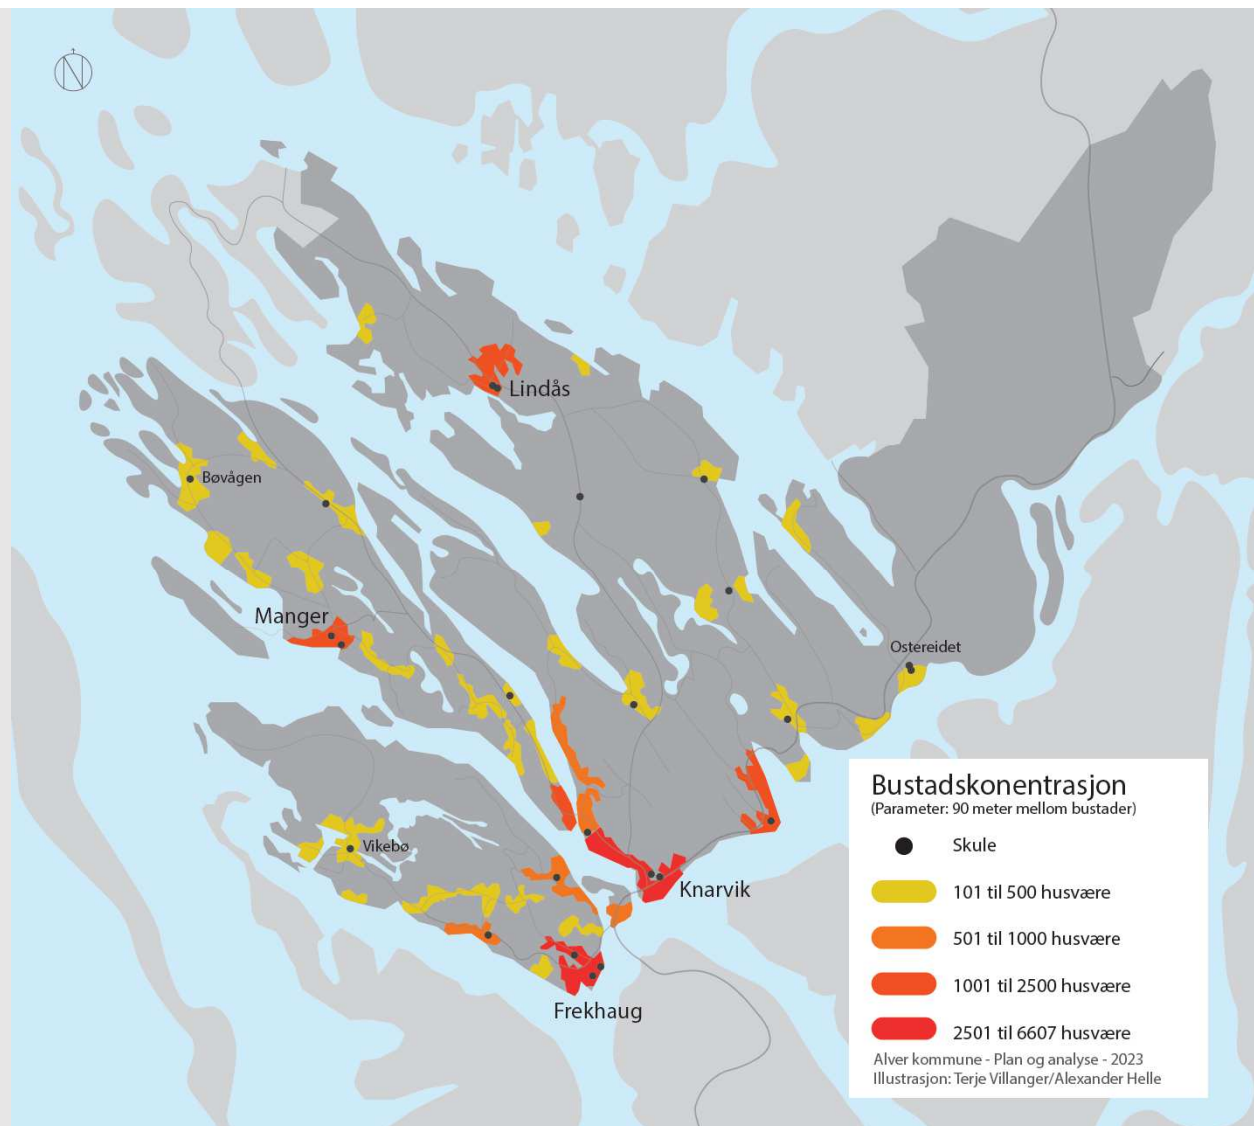 N
Lindås
Bøvågen
Manger
Ostereidet
Vikebø
Knarvik
Frekhaug
Bustadskonentrasjon
(Parameter: 90 meter mellom bustader)
Skule
101 til 500 husvære
501 til 1000 husvære
1001 til 2500 husvære
2501 til 6607 husvære
Alver kommune - Plan og analyse - 2023
Illustrasjon: Terje Villanger/Alexander Helle